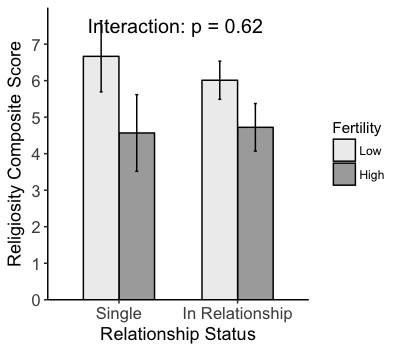 Interaction: p = 0.62
Religiosity Composite Score
7
6
5
4
3
2
1
0
Single
In Relationship
Relationship Status
Fertility
Low
High